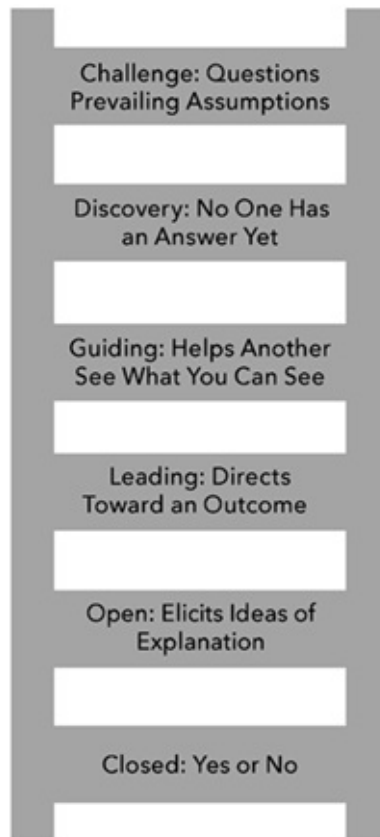 Challenge: Questions
Prevailing Assumptions
Discovery: No One Has
an Answer Yet
Guiding: Helps Another
See What You Can See
Leading: Directs
Toward an Outcome
Open: Elicits Ideas of
Explanation
Closed: Yes or No